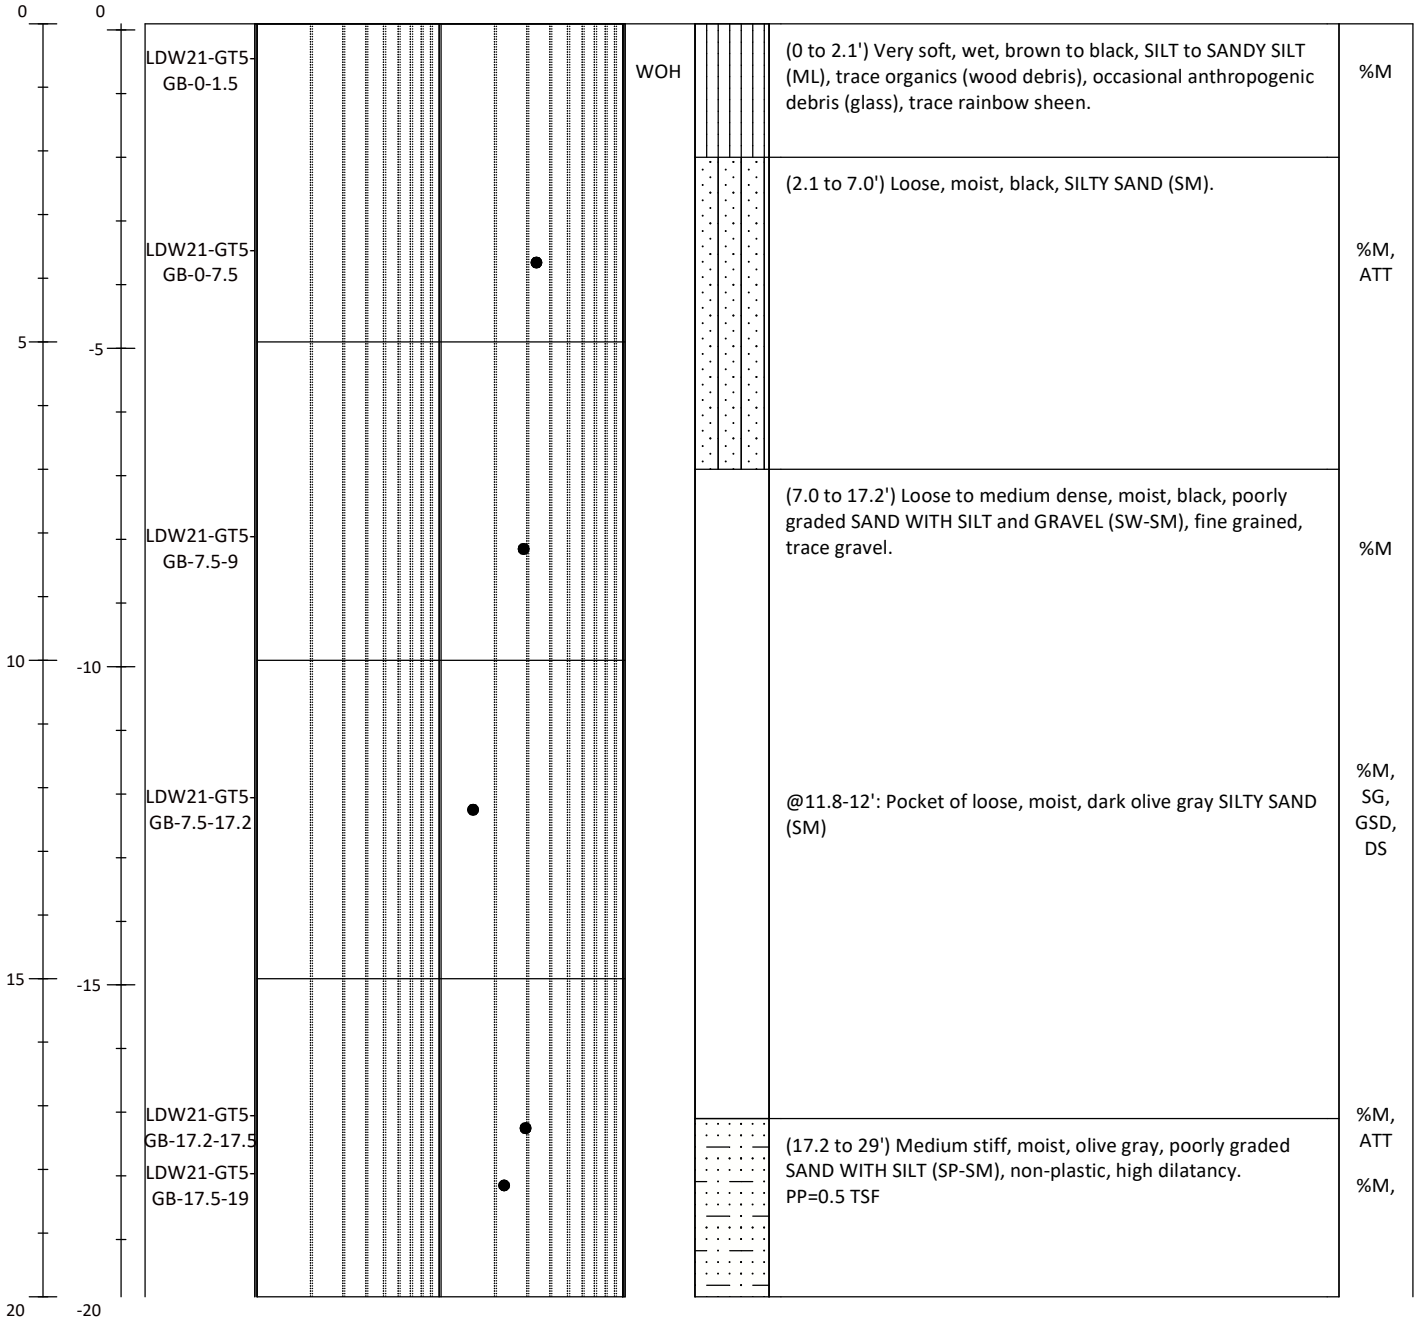 0
0
LDW21-GT5-
GB-0-1.5
WOH
(0 to 2.1') Very soft, wet, brown to black, SILT to SANDY SILT
(ML), trace organics (wood debris), occasional anthropogenic
debris (glass), trace rainbow sheen.
%M
(2.1 to 7.0') Loose, moist, black, SILTY SAND (SM).
LDW21-GT5-
GB-0-7.5
%M,
ATT
5
-5
(7.0 to 17.2') Loose to medium dense, moist, black, poorly
graded SAND WITH SILT and GRAVEL (SW-SM), fine grained,
trace gravel.
LDW21-GT5-
GB-7.5-9
%M
10
-10
LDW21-GT5-
GB-7.5-17.2
@11.8-12': Pocket of loose, moist, dark olive gray SILTY SAND
(SM)
%M,
SG,
GSD,
DS
15
-15
LDW21-GT5-
GB-17.2-17.5
%M,
ATT
(17.2 to 29') Medium stiff, moist, olive gray, poorly graded
SAND WITH SILT (SP-SM), non-plastic, high dilatancy.
PP=0.5 TSF
LDW21-GT5-
GB-17.5-19
%M,
20
-20